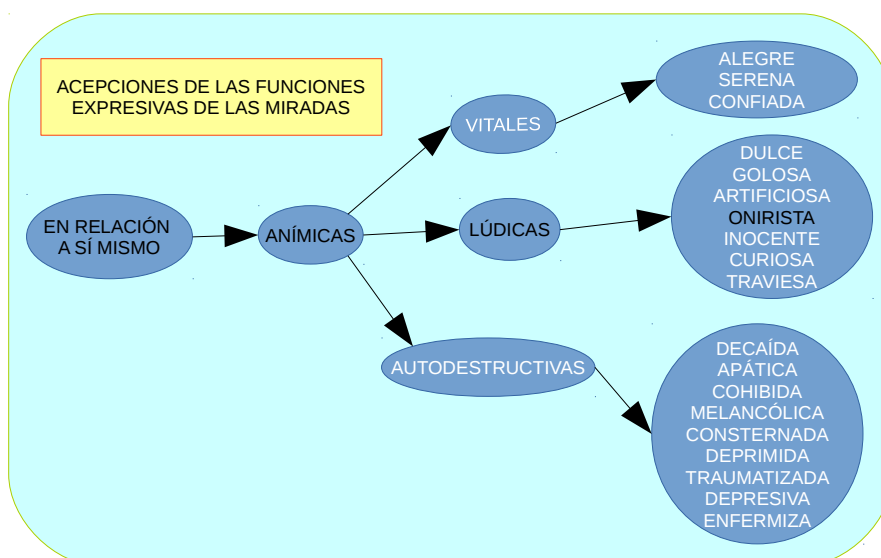 ACEPCIONES DE LAS FUNCIONES
EXPRESIVAS DE LAS MIRADAS
EN RELACIÓN
A SÍ MISMO
ANÍMICAS
VITALES
ALEGRE
SERENA
CONFIADA
LÚDICAS
DULCE
GOLOSA
ARTIFICIOSA
ONIRISTA
INOCENTE
CURIOSA
TRAVIESA
AUTODESTRUCTIVAS
DECAÍDA
APÁTICA
COHIBIDA
MELANCÓLICA
CONSTERNADA
DEPRIMIDA
TRAUMATIZADA
DEPRESIVA
ENFERMIZA